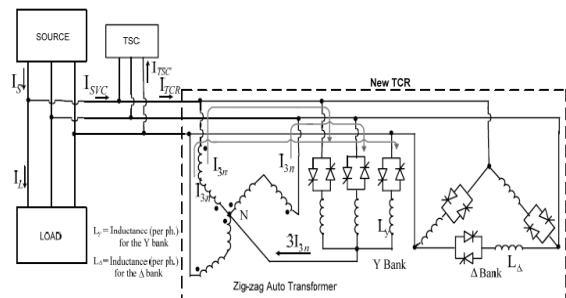 SOURCE
TSC
I_S
I_SVC
I_TSC
I_TCR
New TCR
I_3n
I_3n
I_3n
I_L
N
L_y
3I_3n
Y Bank
Δ Bank
L_Δ
LOAD
L_y = Inductance (per ph.)
for the Y bank
L_Δ = Inductance (per ph.)
for the Δ bank
Zig-zag Auto Transformer